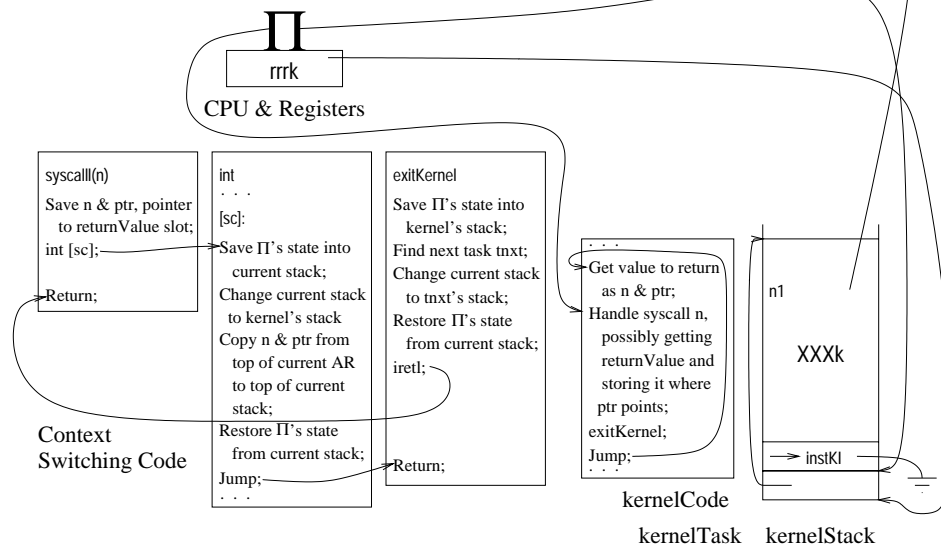 Π
rrrk
CPU & Registers
syscalll(n)
Save n & ptr, pointer
to returnValue slot;
int [sc];
Return;
Context
Switching Code
int
. . .
[sc]:
Save Π's state into
current stack;
Change current stack
to kernel's stack
Copy n & ptr from
top of current AR
to top of current
stack;
Restore Π's state
from current stack;
Jump;
. . .
exitKernel
Save Π's state into
kernel's stack;
Find next task tnxt;
Change current stack
to tnxt's stack;
Restore Π's state
from current stack;
iretl;
Return;
. . .
Get value to return
as n & ptr;
Handle syscall n,
possibly getting
returnValue and
storing it where
ptr points;
exitKernel;
Jump;
. . .
kernelCode
kernelTask
n1
XXXk
instKI
kernelStack